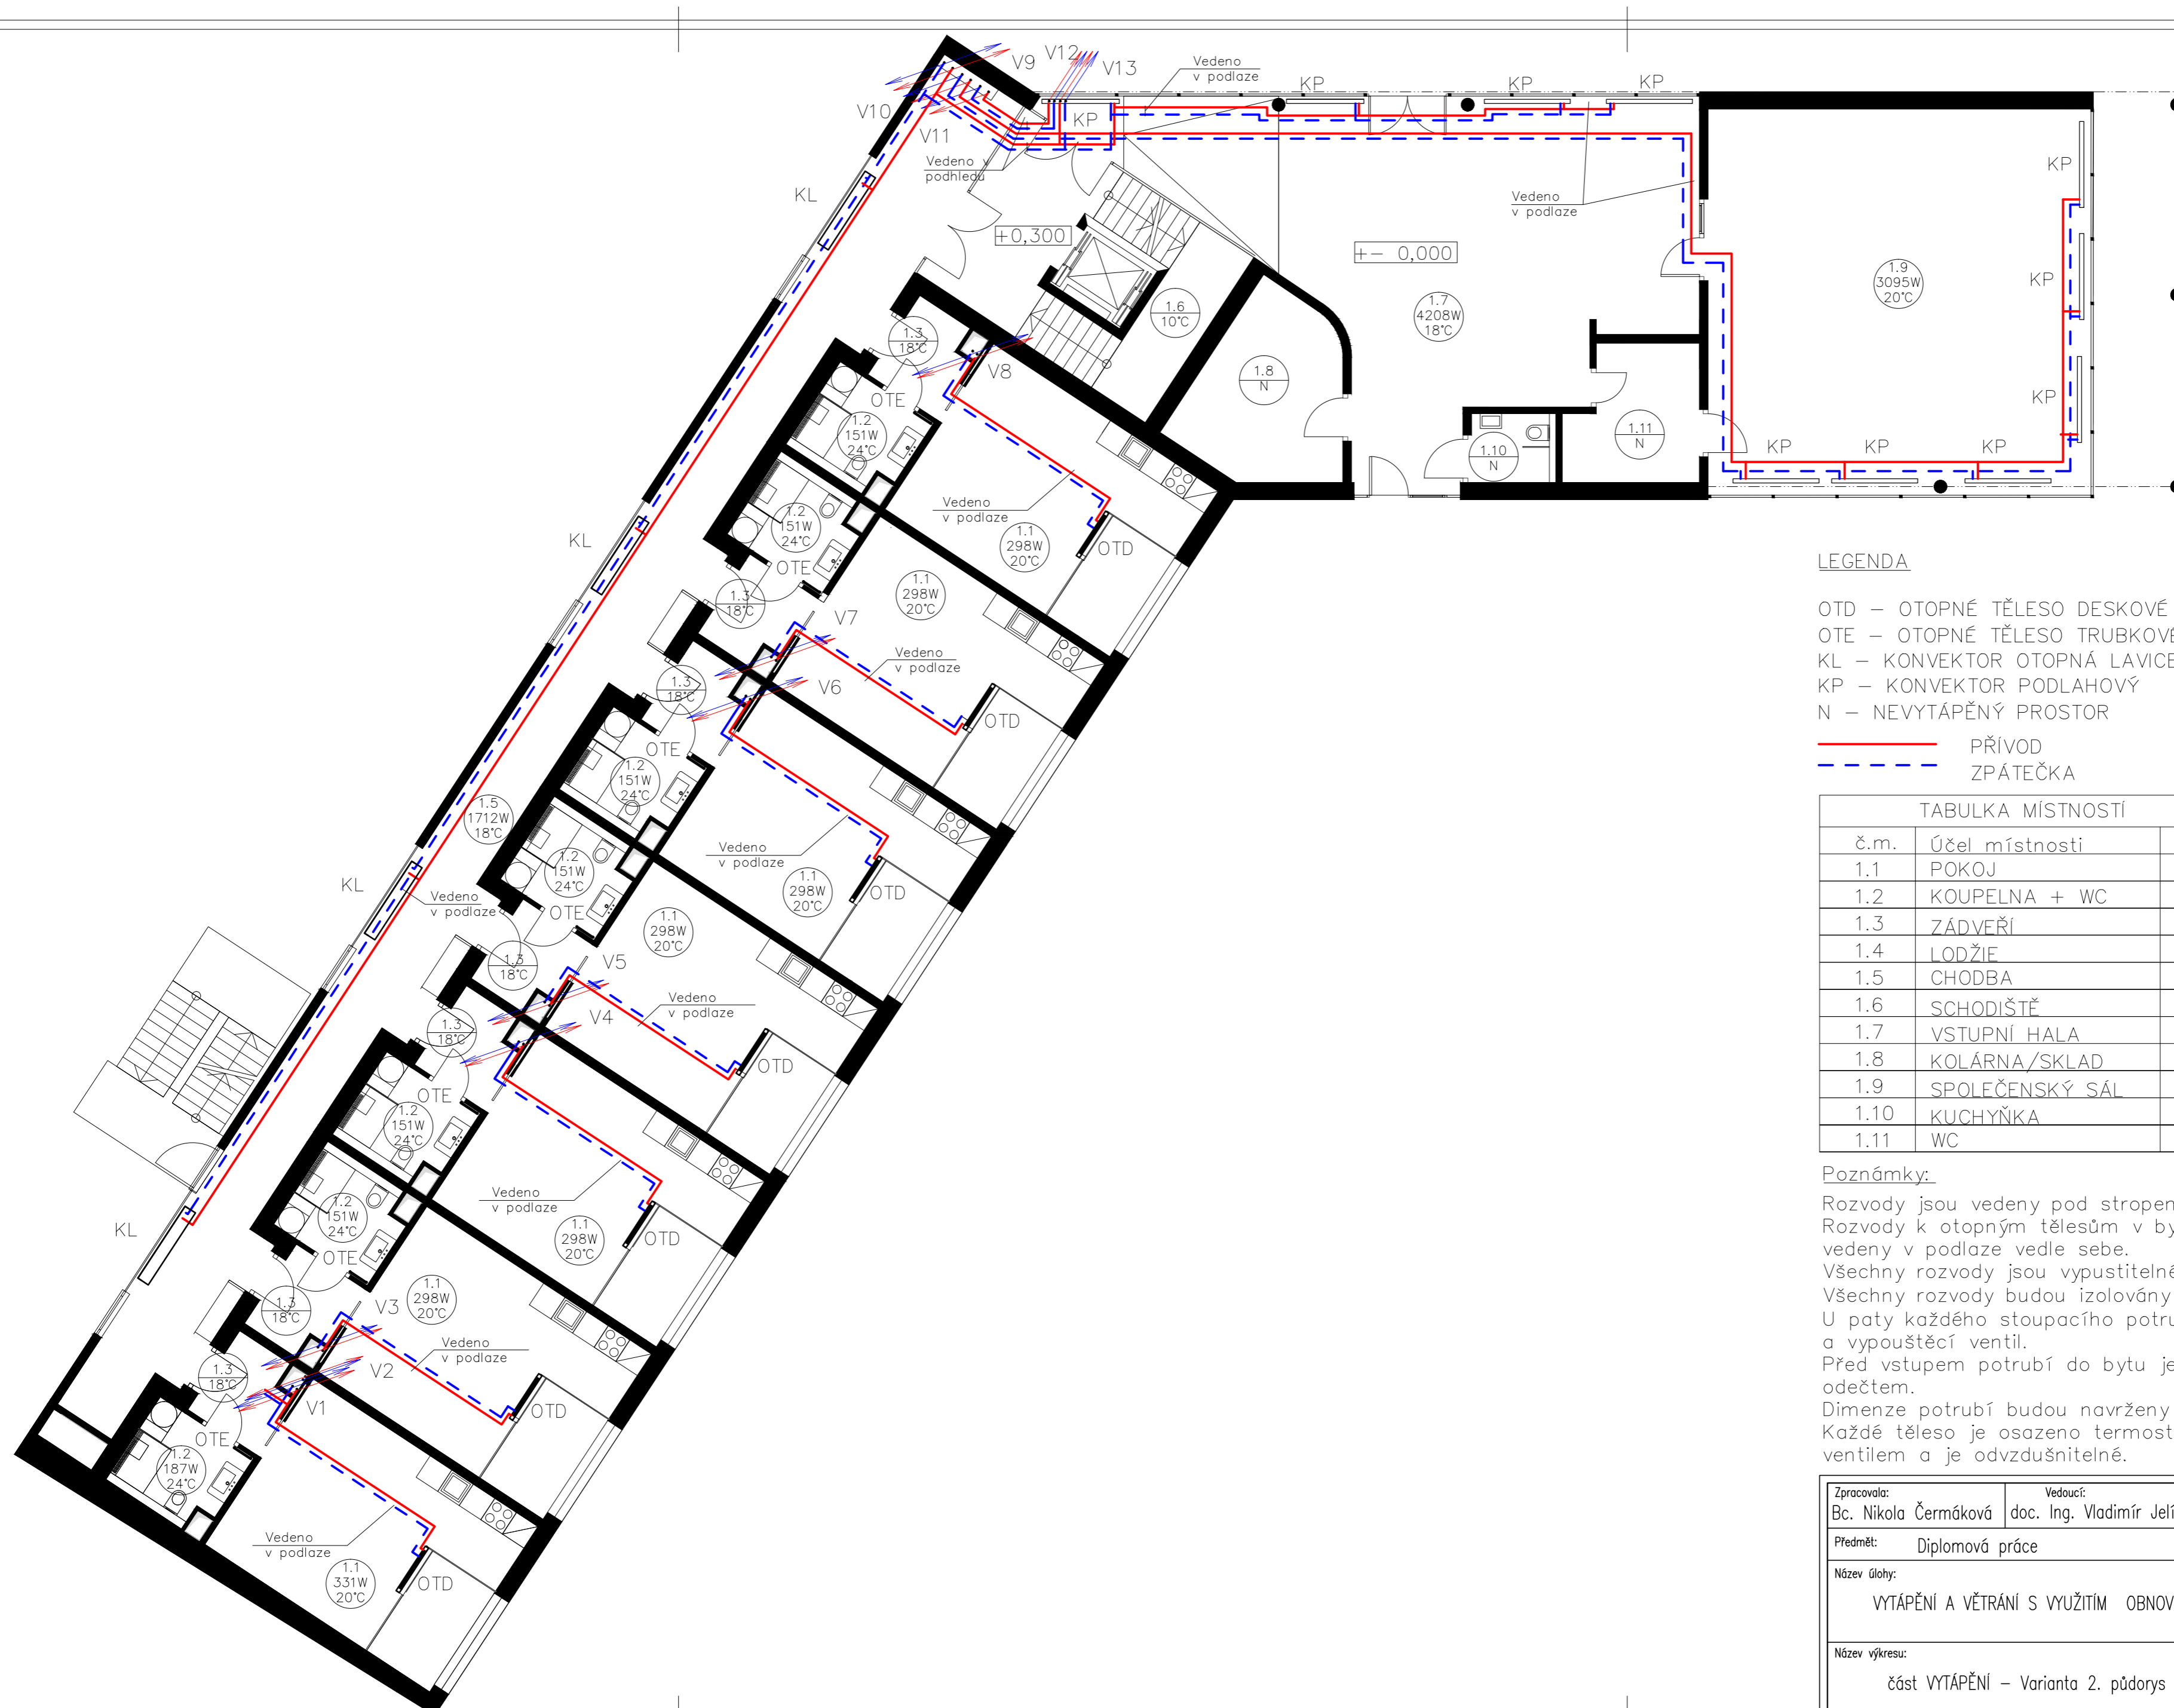 V9
V12
V13
Vedeno
v podlaze
KP
KP
KP
V10
V11
KP
Vedeno v
podhledu
KL
+0,300
+- 0,000
Vedeno
v podlaze
KP
KP
KP
1.9
3095W
20°C
1.7
4208W
18°C
1.6
10°C
1.8
N
1.10
N
1.11
N
KP
KP
KP
1.3
18°C
V8
OTE
1.2
151W
24°C
Vedeno
v podlaze
1.1
298W
20°C
OTD
KL
1.2
151W
24°C
OTE
1.3
18°C
1.1
298W
20°C
V7
Vedeno
v podlaze
OTD
1.3
18°C
V6
OTE
1.2
151W
24°C
Vedeno
v podlaze
1.1
298W
20°C
OTD
1.5
1712W
18°C
KL
Vedeno
v podlaze
1.2
151W
24°C
OTE
1.3
18°C
1.1
298W
20°C
V5
Vedeno
v podlaze
OTD
1.3
18°C
V4
OTE
1.2
151W
24°C
Vedeno
v podlaze
1.1
298W
20°C
OTD
KL
1.2
151W
24°C
OTE
1.3
18°C
1.1
298W
20°C
V3
Vedeno
v podlaze
OTD
1.3
18°C
V2
V1
OTE
1.2
187W
24°C
Vedeno
v podlaze
1.1
331W
20°C
OTD
LEGENDA
OTD – OTOPNÉ TĚLESO DESKOVÉ
OTE – OTOPNÉ TĚLESO TRUBKOVÉ
KL – KONVEKTOR OTOPNÁ LAVICE
KP – KONVEKTOR PODLAHOVÝ
N – NEVYTÁPĚNÝ PROSTOR
PŘÍVOD
ZPÁTEČKA
TABULKA MÍSTNOSTÍ
č.m. Účel místnosti
1.1 POKOJ
1.2 KOUPELNA + WC
1.3 ZÁDVEŘÍ
1.4 LODŽIE
1.5 CHODBA
1.6 SCHODIŠTĚ
1.7 VSTUPNÍ HALA
1.8 KOLÁRNA/SKLAD
1.9 SPOLEČENSKÝ SÁL
1.10 KUCHYŇKA
1.11 WC
Poznámky:
Rozvody jsou vedeny pod stropen
Rozvody k otopným tělesům v by
vedeny v podlaze vedle sebe.
Všechny rozvody jsou vypustitelné
Všechny rozvody budou izolovány
U paty každého stoupacího potru
a vypouštěcí ventil.
Před vstupem potrubí do bytu je
odečtem.
Dimenze potrubí budou navrženy
Každé těleso je osazeno termost
ventilem a je odvzdušnitelné.
Zpracovala: Vedoucí:
Bc. Nikola Čermáková doc. Ing. Vladimír Jelí
Předmět: Diplomová práce
Název úlohy:
VYTÁPĚNÍ A VĚTRÁNÍ S VYUŽITÍM OBNOV
Název výkresu:
část VYTÁPĚNÍ – Varianta 2. půdorys